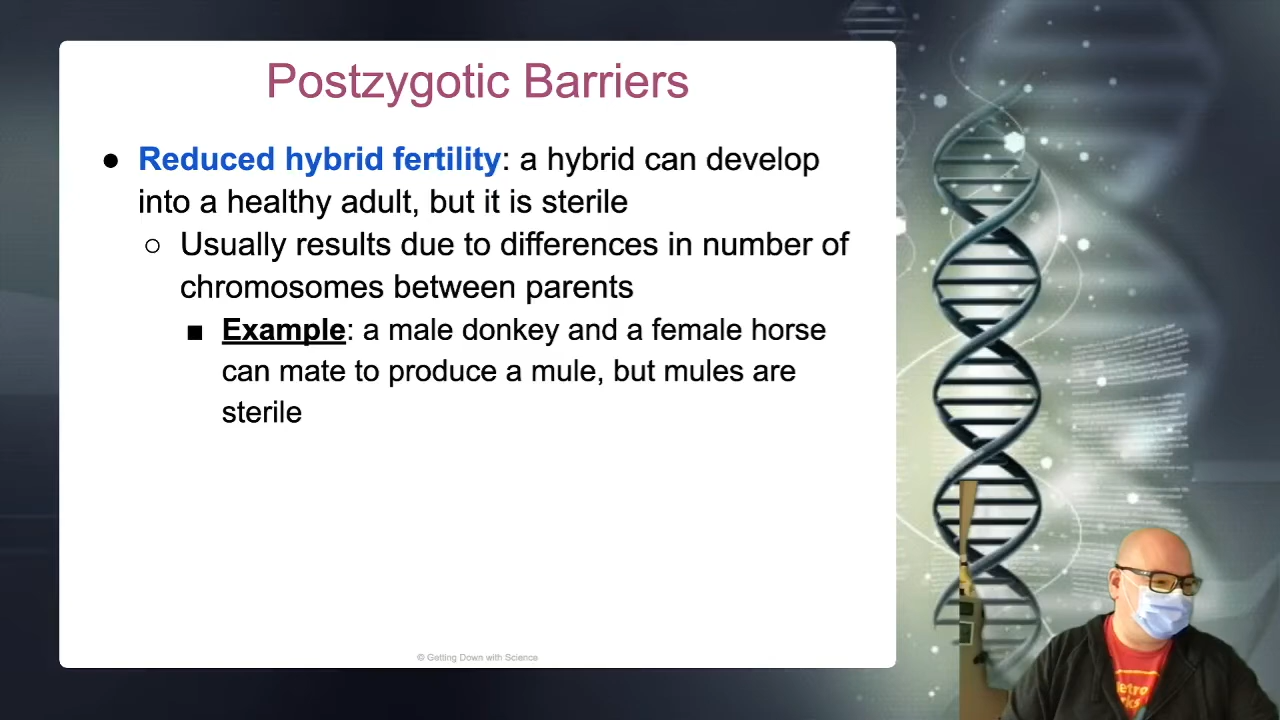 Postzygotic Barriers
● Reduced hybrid fertility: a hybrid can develop
into a healthy adult, but it is sterile
○ Usually results due to differences in number of
chromosomes between parents
■ Example: a male donkey and a female horse
can mate to produce a mule, but mules are
sterile
© Getting Down with Science